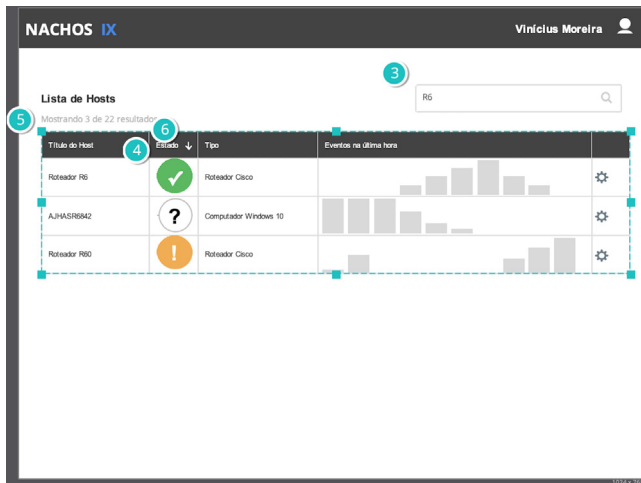 NACHOS IX
Vinícius Moreira
3
R6
Lista de Hosts
5
Mostrando 3 de 22 resultados
6
Título do Host
4
Estado
Tipo
Eventos na última hora
Roteador R6
Roteador Cisco
AJHASR6842
?
Computador Windows 10
Roteador R60
!
Roteador Cisco